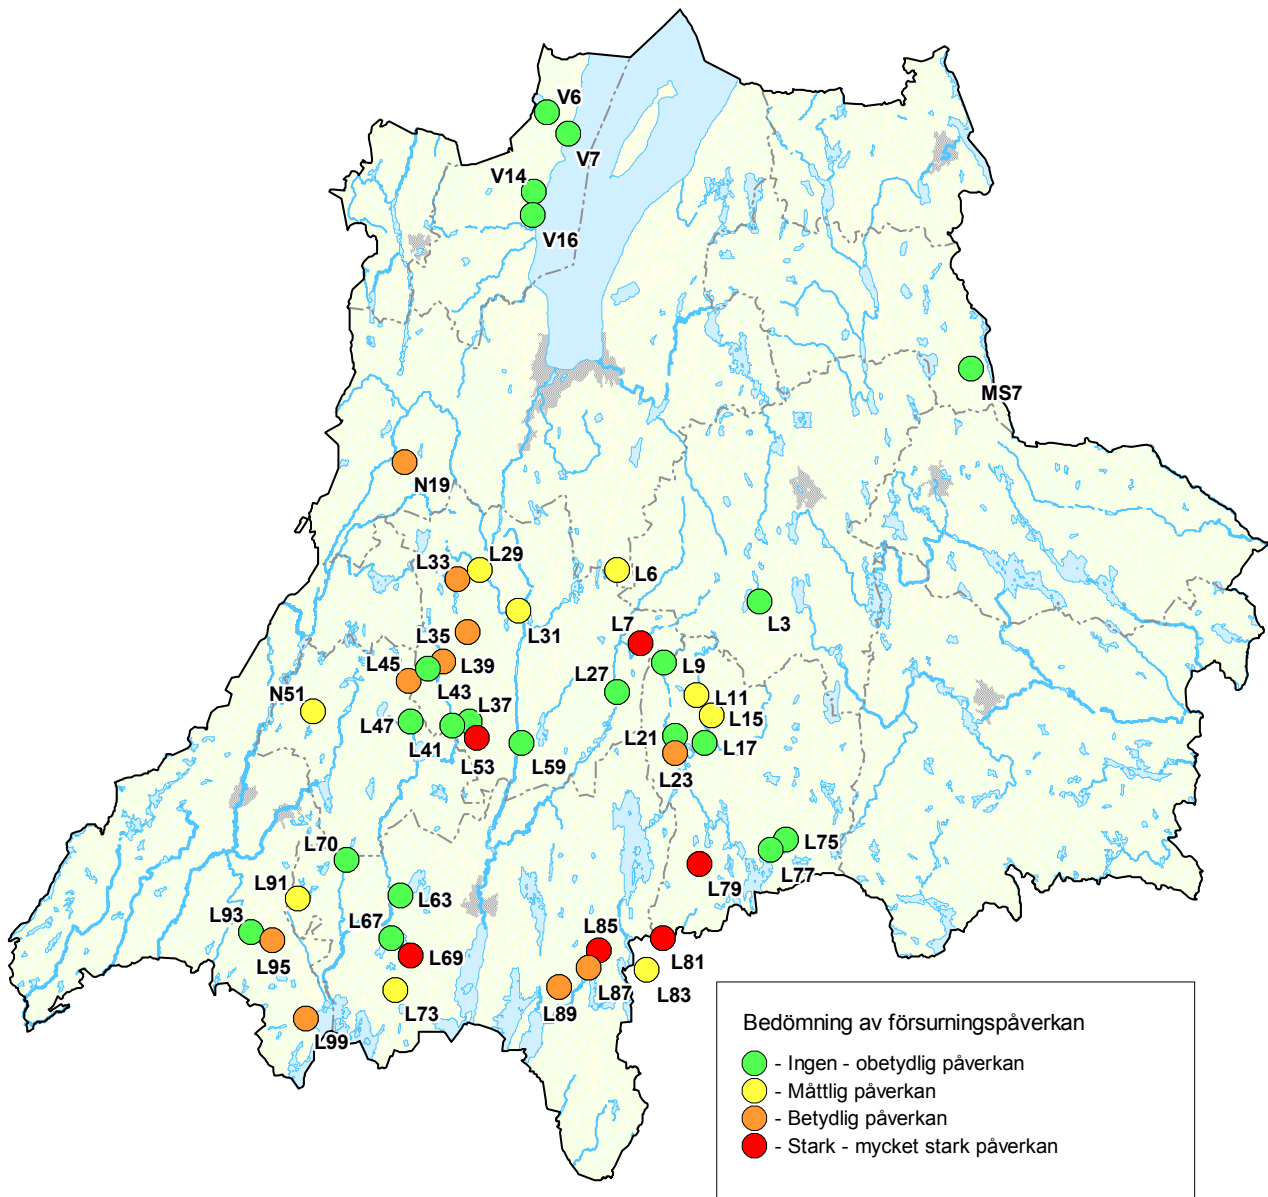 V6
V7
V14
V16
MS7
N19
L29
L33
L6
L3
L31
L7
L35
L39
L45
L9
L43
L27
N51
L11
L37
L15
L47
L41
L21
L17
L53
L59
L23
L70
L75
L77
L79
L91
L63
L93
L67
L85
L95
L69
L81
L87
L83
L73
L89
L99
Bedömning av försurningspåverkan
- Ingen - obetydlig påverkan
- Måttlig påverkan
- Betydlig påverkan
- Stark - mycket stark påverkan